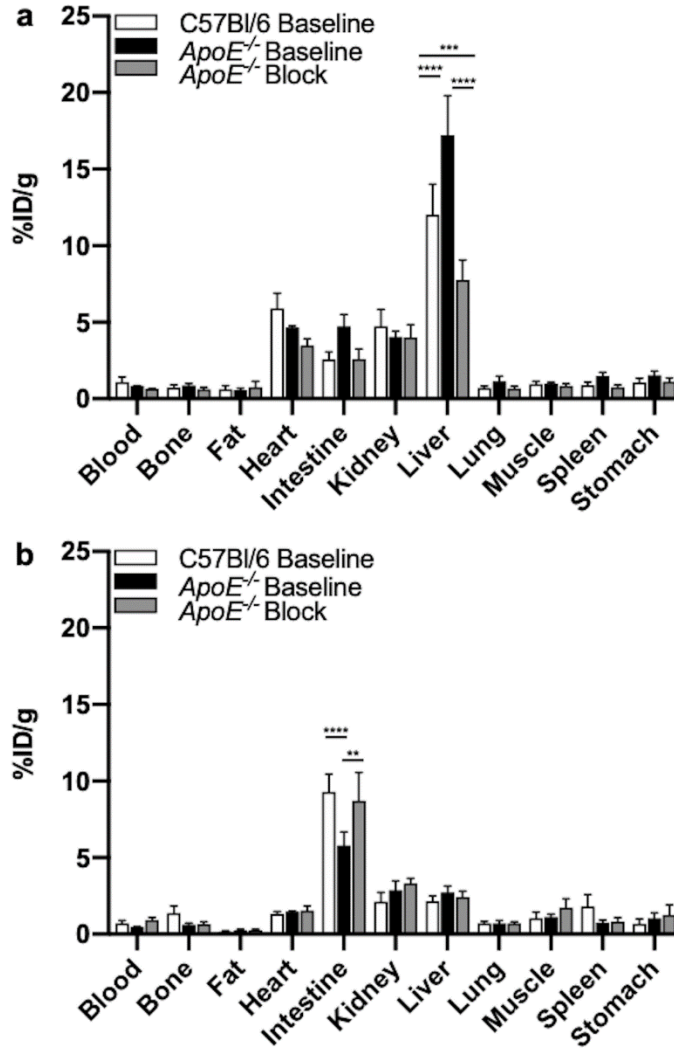 a
C57Bl/6 Baseline
ApoE-/- Baseline
ApoE-/- Block
%ID/g
25
20
15
10
5
0
***
**** ****
Blood Bone Fat Heart Intestine Kidney Liver Lung Muscle Spleen Stomach
b
C57Bl/6 Baseline
ApoE-/- Baseline
ApoE-/- Block
%ID/g
25
20
15
10
5
0
****
**
Blood Bone Fat Heart Intestine Kidney Liver Lung Muscle Spleen Stomach